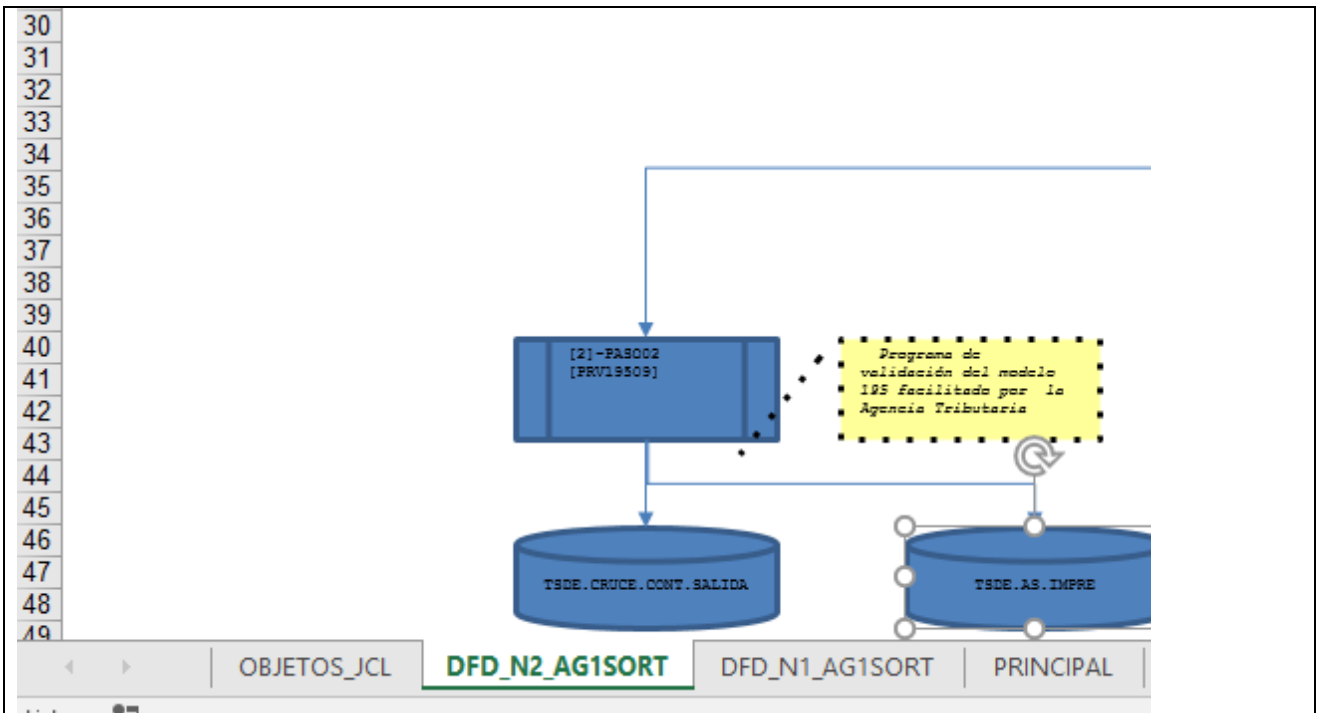 30
31
32
33
34
35
36
37
38
39
40
41
42
43
44
45
46
47
48
49
[2]-PASO02
[PRV19509]
Programa de
validación del modelo
195 facilitado por la
Agencia Tributaria
TSDE.CRUCE.CONT.SALIDA
TSDE.AS.IMPRE
OBJETOS_JCL
DFD_N2_AG1SORT
DFD_N1_AG1SORT
PRINCIPAL